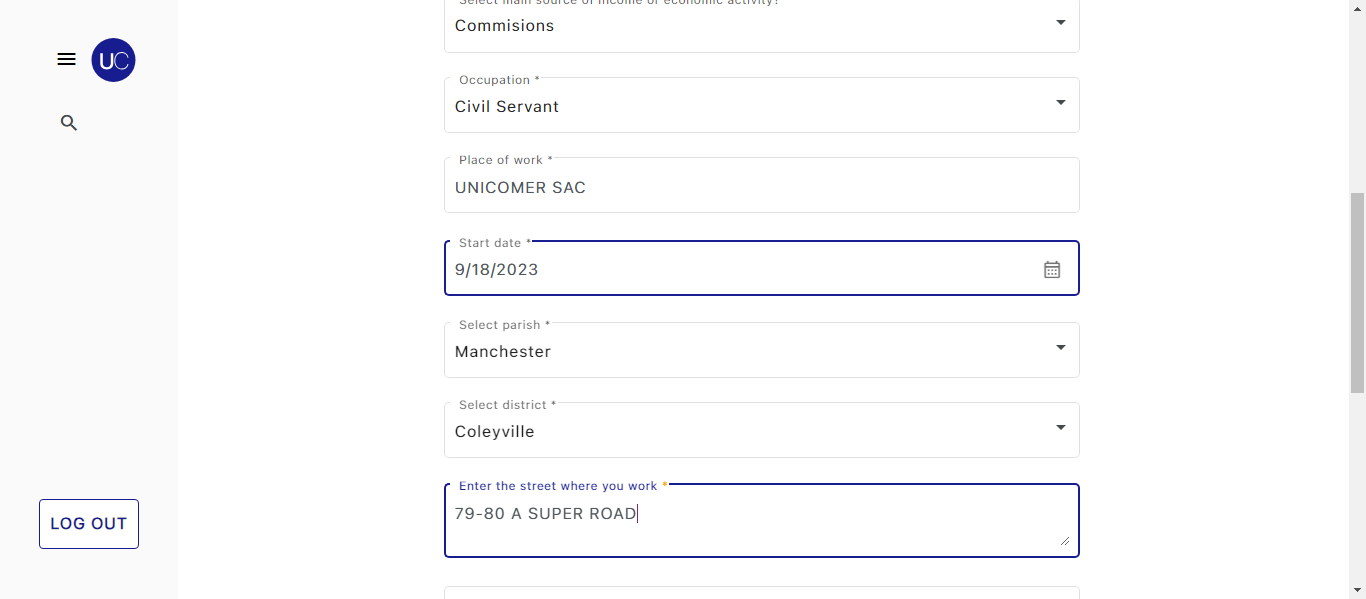 Select main source of income or economic activity?
Commisions
UC
Occupation *
Civil Servant
Place of work *
UNICOMER SAC
Start date *
9/18/2023
Select parish *
Manchester
Select district *
Coleyville
Enter the street where you work *
79-80 A SUPER ROAD
LOG OUT